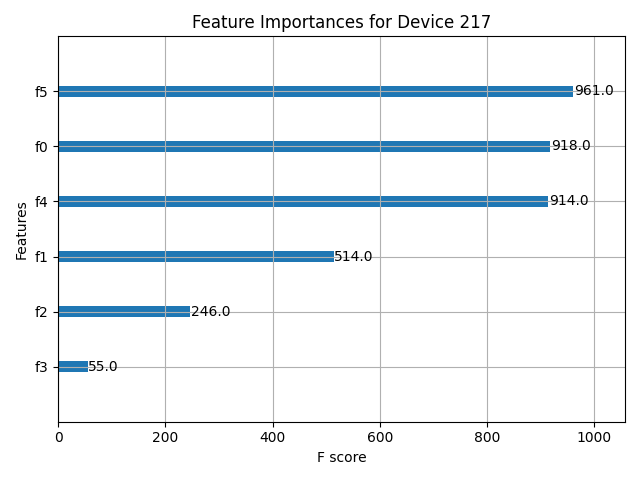 Feature Importances for Device 217
Features
f5
961.0
f0
918.0
f4
914.0
f1
514.0
f2
246.0
f3
55.0
0
200
400
600
800
1000
F score